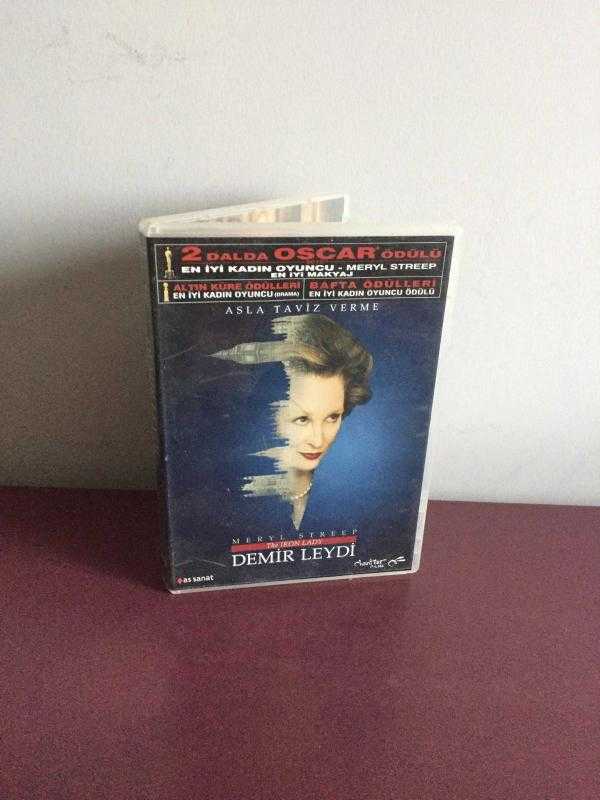 2 DALDA OSCAR ÖDÜLÜ
EN İYİ KADIN OYUNCU - MERYL STREEP
EN İYİ MAKYAJ
ALTIN KÜRE ÖDÜLLERİ
EN İYİ KADIN OYUNCU (DRAMA)
BAFTA ÖDÜLLERİ
EN İYİ KADIN OYUNCU ÖDÜLÜ
ASLA TAVİZ VERME
MERYL STREEP
The IRON LADY
DEMİR LEYDİ
as sanat